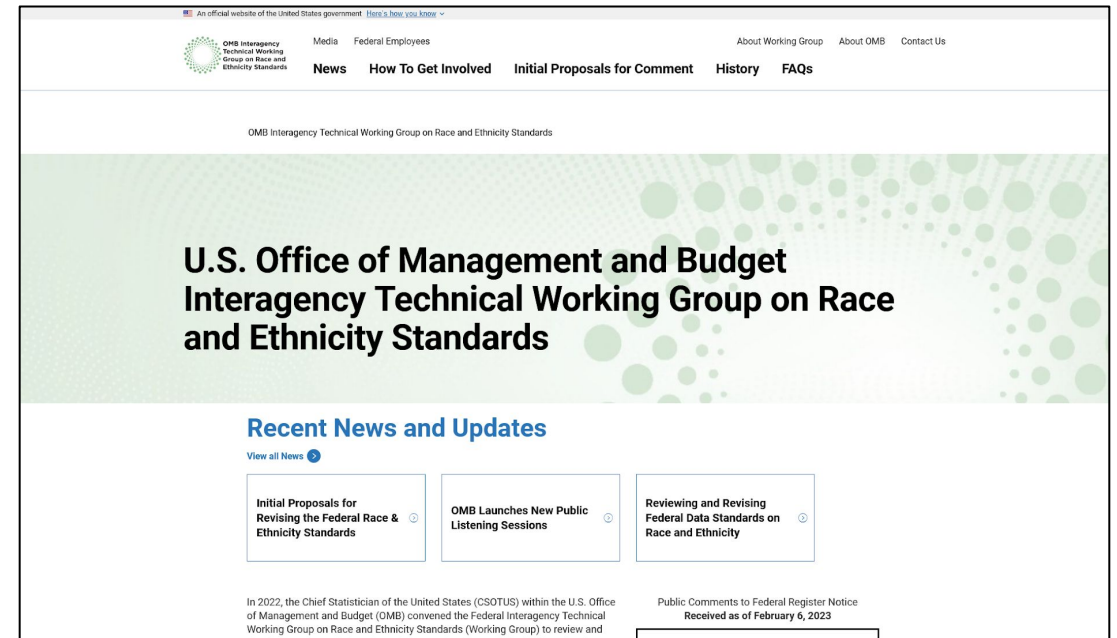 An official website of the United States government Here's how you know
OMB Interagency
Technical Working
Group on Race and
Ethnicity Standards
Media Federal Employees
About Working Group About OMB Contact Us
News How To Get Involved Initial Proposals for Comment History FAQs
OMB Interagency Technical Working Group on Race and Ethnicity Standards
U.S. Office of Management and Budget
Interagency Technical Working Group on Race
and Ethnicity Standards
Recent News and Updates
View all News
Initial Proposals for
Revising the Federal Race &
Ethnicity Standards
OMB Launches New Public
Listening Sessions
Reviewing and Revising
Federal Data Standards on
Race and Ethnicity
In 2022, the Chief Statistician of the United States (CSOTUS) within the U.S. Office
of Management and Budget (OMB) convened the Federal Interagency Technical
Working Group on Race and Ethnicity Standards (Working Group) to review and
Public Comments to Federal Register Notice
Received as of February 6, 2023